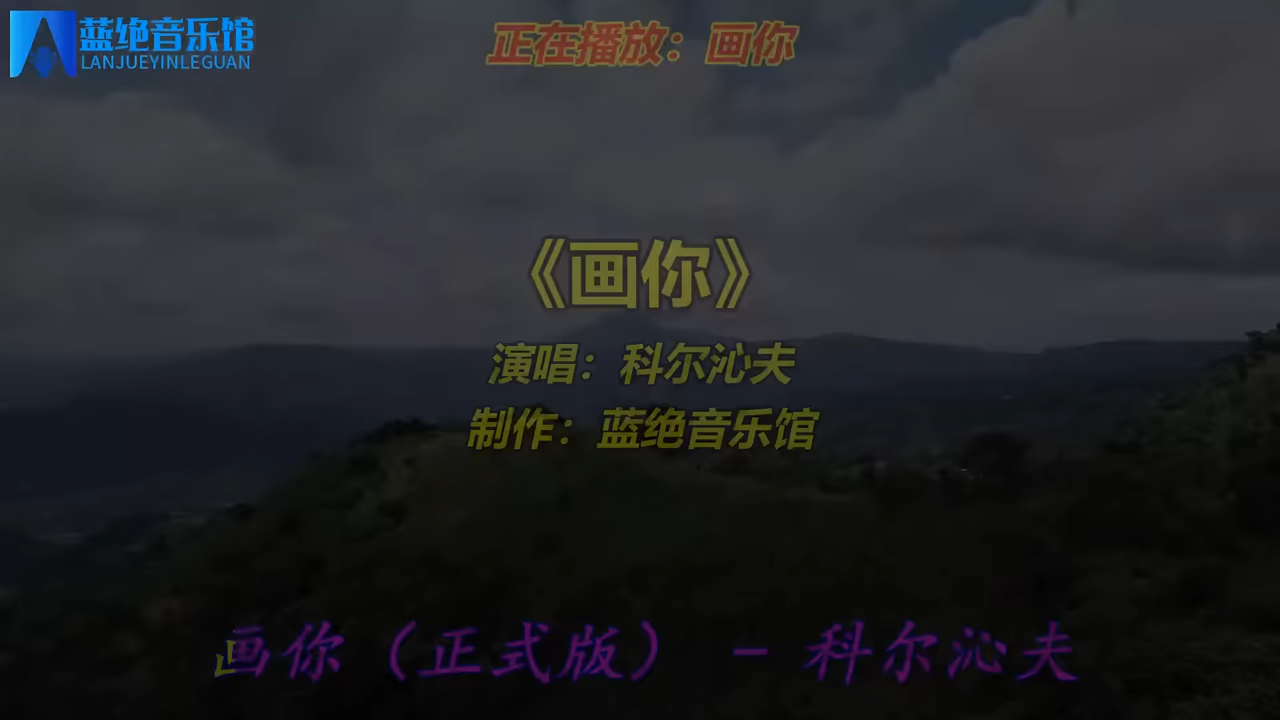 蓝绝音乐馆
LANJUEYINLEGUAN
正在播放：画你
《画你》
演唱：科尔沁夫
制作：蓝绝音乐馆
画你（正式版） - 科尔沁夫